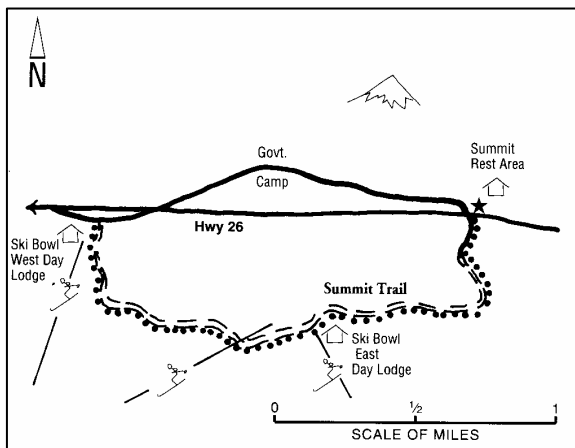 N
Summit
Rest Area
Govt.
Camp
Hwy 26
Ski Bowl
West Day
Lodge
Summit Trail
Ski Bowl
East
Day Lodge
0 ½ 1
SCALE OF MILES